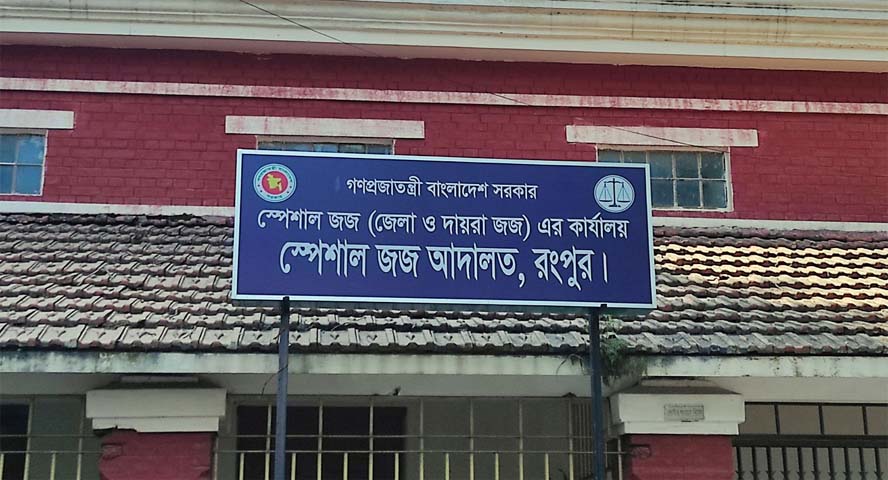 গণপ্রজাতন্ত্রী বাংলাদেশ সরকার
স্পেশাল জজ (জেলা ও দায়রা জজ) এর কার্যালয়
স্পেশাল জজ আদালত, রংপুর।